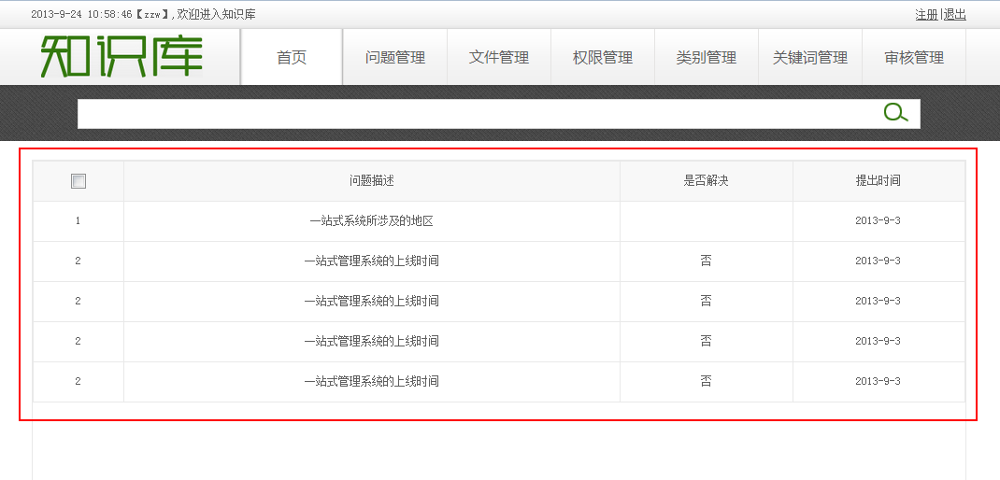 2013-9-24 10:58:46【zzw】,欢迎进入知识库 注册|退出
知识库 首页 问题管理 文件管理 权限管理 类别管理 关键词管理 审核管理
问题描述 是否解决 提出时间
1 一站式系统所涉及的地区 2013-9-3
2 一站式管理系统的上线时间 否 2013-9-3
2 一站式管理系统的上线时间 否 2013-9-3
2 一站式管理系统的上线时间 否 2013-9-3
2 一站式管理系统的上线时间 否 2013-9-3